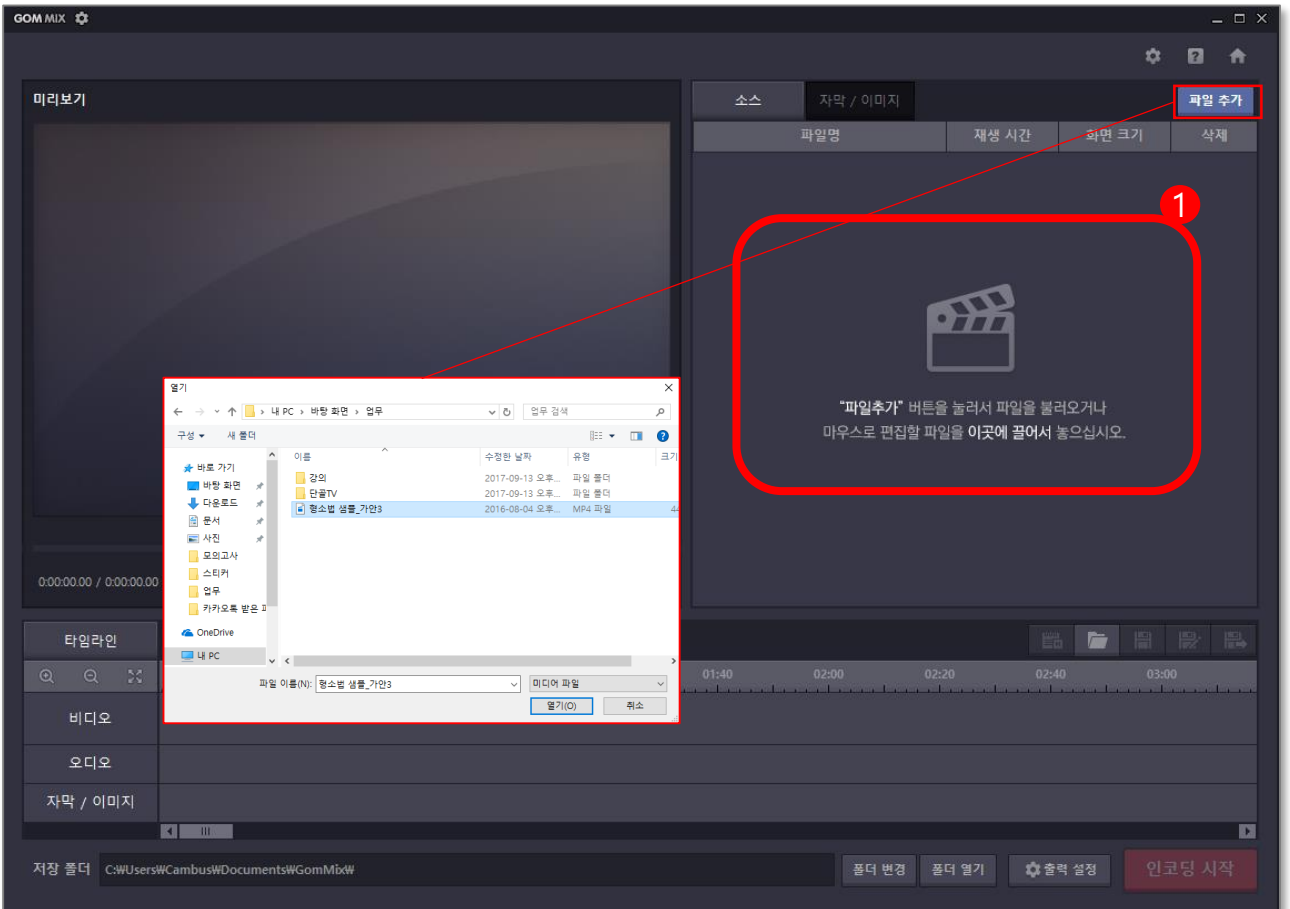 GOM MIX
미리보기
소스
자막 / 이미지
파일 추가
파일명
재생 시간
화면 크기
삭제
1
"파일추가" 버튼을 눌러서 파일을 불러오거나
마우스로 편집할 파일을 이곳에 끌어서 놓으십시오.
열기
내 PC › 바탕 화면 › 업무
업무 검색
구성
새 폴더
이름
수정한 날짜
유형
크기
바로 가기
바탕 화면
다운로드
문서
사진
모의고사
스티커
업무
카카오톡 받은
OneDrive
내 PC
강의
2017-09-13 오후...
파일 폴더
단골TV
2017-09-13 오후...
파일 폴더
형소법 샘플_가안3
2016-08-04 오후...
MP4 파일
44
파일 이름(N):
형소법 샘플_가안3
미디어 파일
열기(O)
취소
0:00:00.00 / 0:00:00.00
타임라인
01:40
02:00
02:20
02:40
03:00
비디오
오디오
자막 / 이미지
저장 폴더
C:₩Users₩Cambus₩Documents₩GomMix₩
폴더 변경
폴더 열기
출력 설정
인코딩 시작